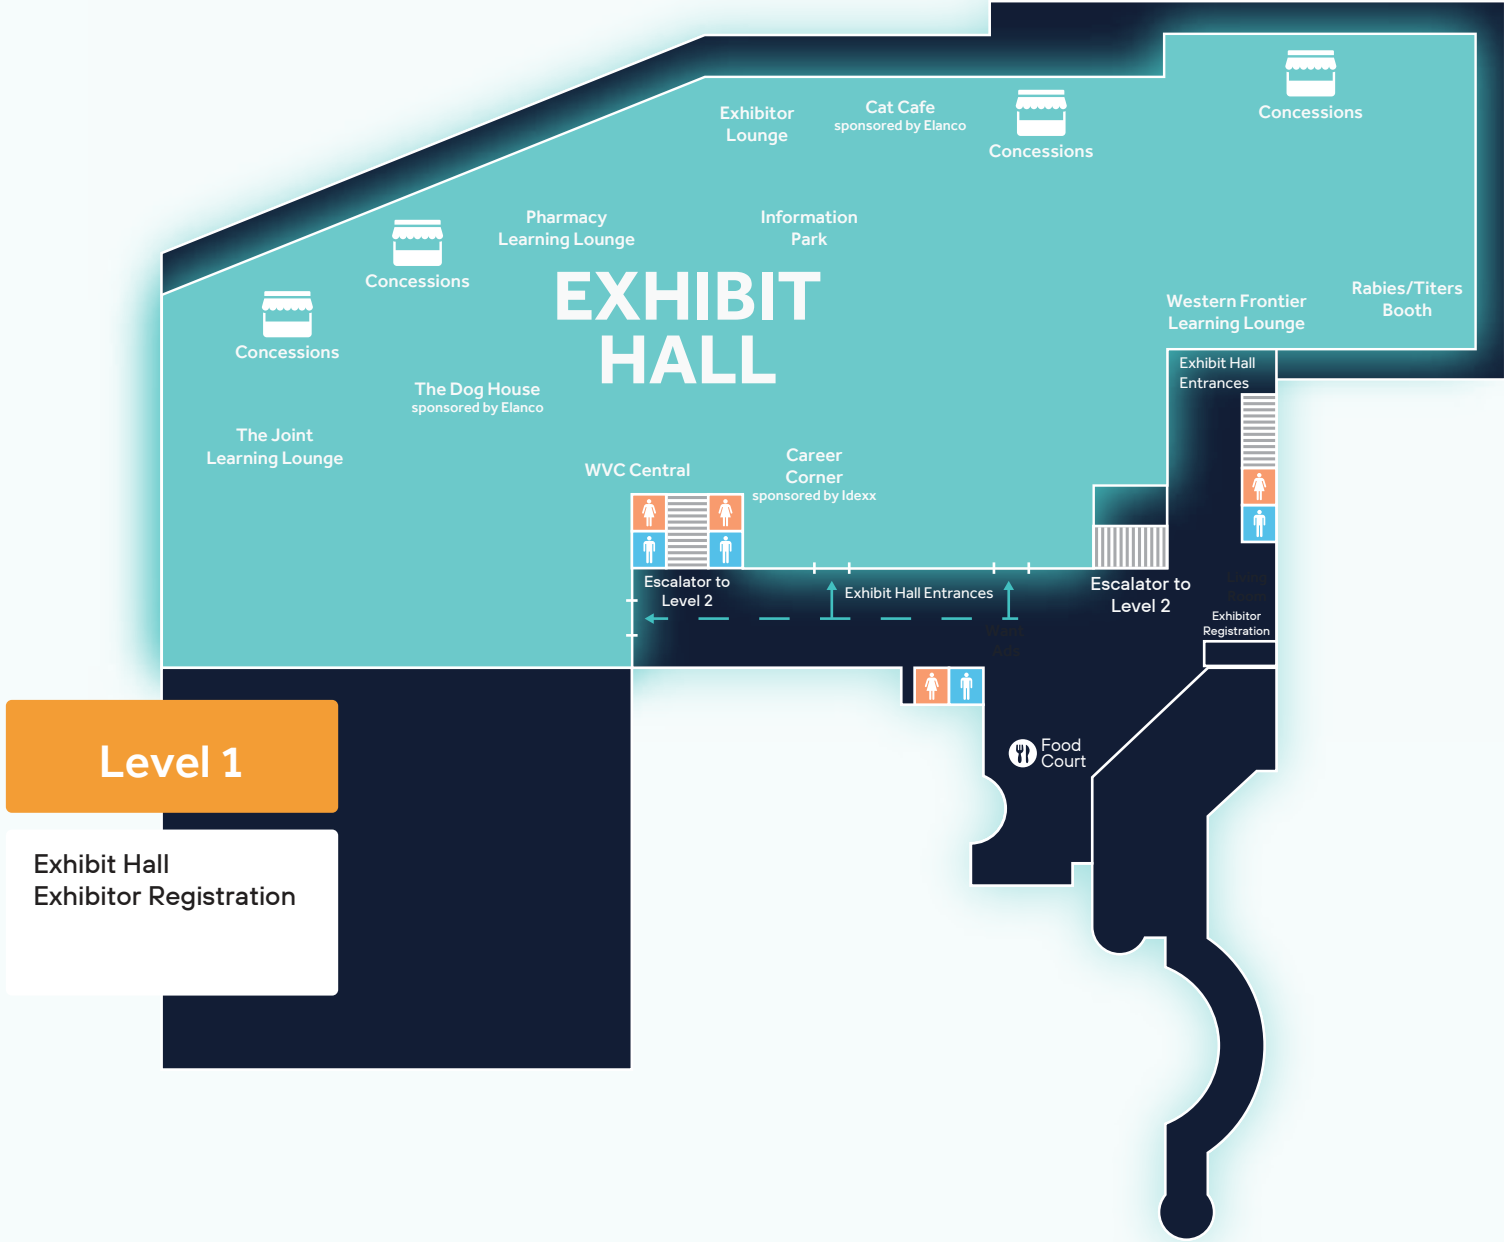 Exhibitor
Lounge
Cat Cafe
sponsored by Elanco
Concessions
Concessions
Pharmacy
Learning Lounge
Information
Park
Concessions
EXHIBIT
HALL
Concessions
Western Frontier
Learning Lounge
Rabies/Titers
Booth
The Dog House
sponsored by Elanco
Exhibit Hall
Entrances
The Joint
Learning Lounge
WVC Central
Career
Corner
sponsored by Idexx
Escalator to
Level 2
Exhibit Hall Entrances
Escalator to
Level 2
Living
Room
Exhibitor
Registration
Ads
Food
Court
Level 1
Exhibit Hall
Exhibitor Registration